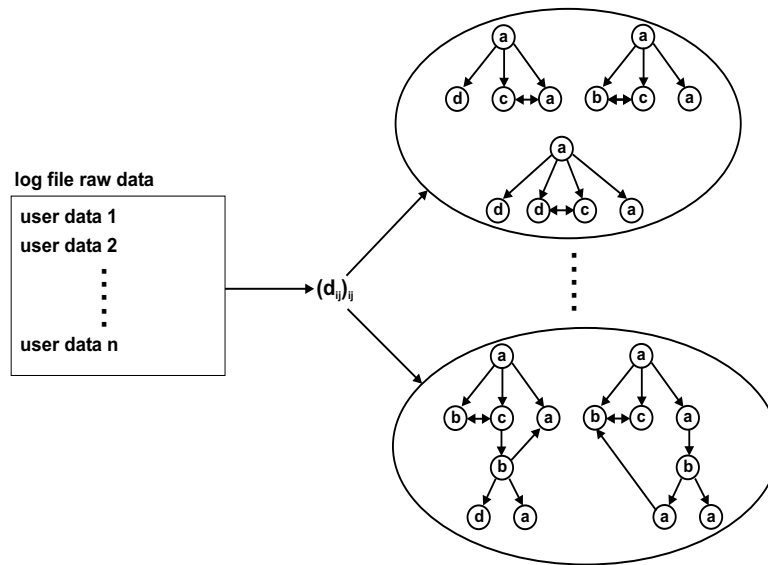 log file raw data
user data 1
user data 2
user data n
(dij)ij
a
d c a
a
b c a
a
d d c a
a
b c a
b
d a
a
b c a
b
a a